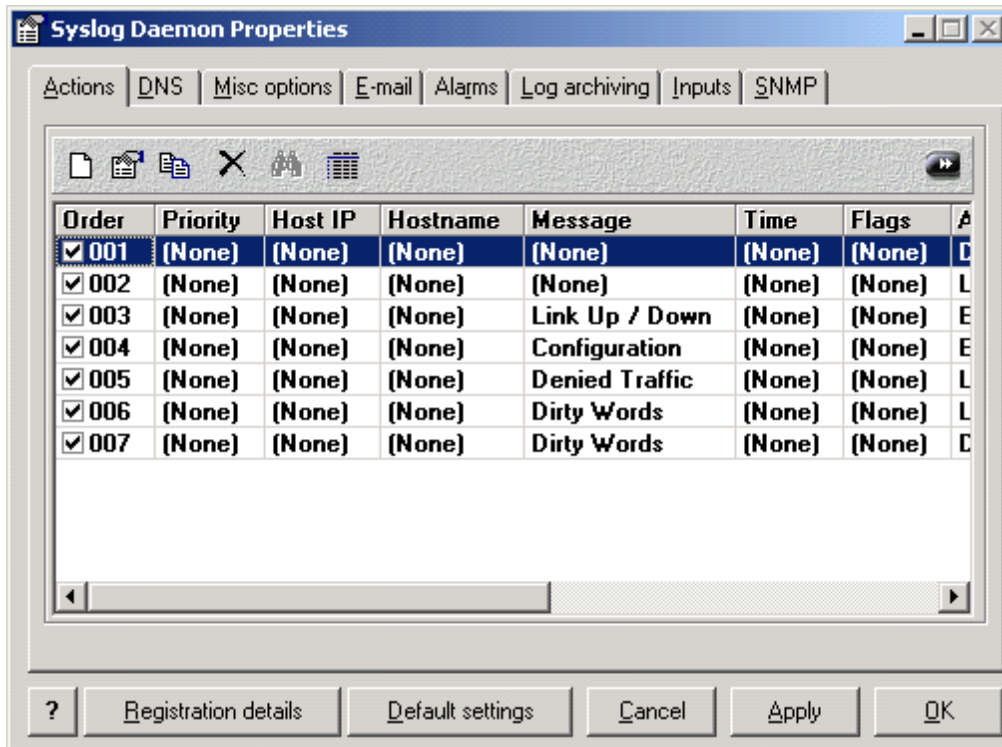 Syslog Daemon Properties
Actions DNS Misc options E-mail Alarms Log archiving Inputs SNMP
Order Priority Host IP Hostname Message Time Flags A
001 (None) (None) (None) (None) (None) (None) D
002 (None) (None) (None) (None) (None) (None) L
003 (None) (None) (None) Link Up / Down (None) (None) E
004 (None) (None) (None) Configuration (None) (None) E
005 (None) (None) (None) Denied Traffic (None) (None) L
006 (None) (None) (None) Dirty Words (None) (None) L
007 (None) (None) (None) Dirty Words (None) (None) D
? Registration details Default settings Cancel Apply OK